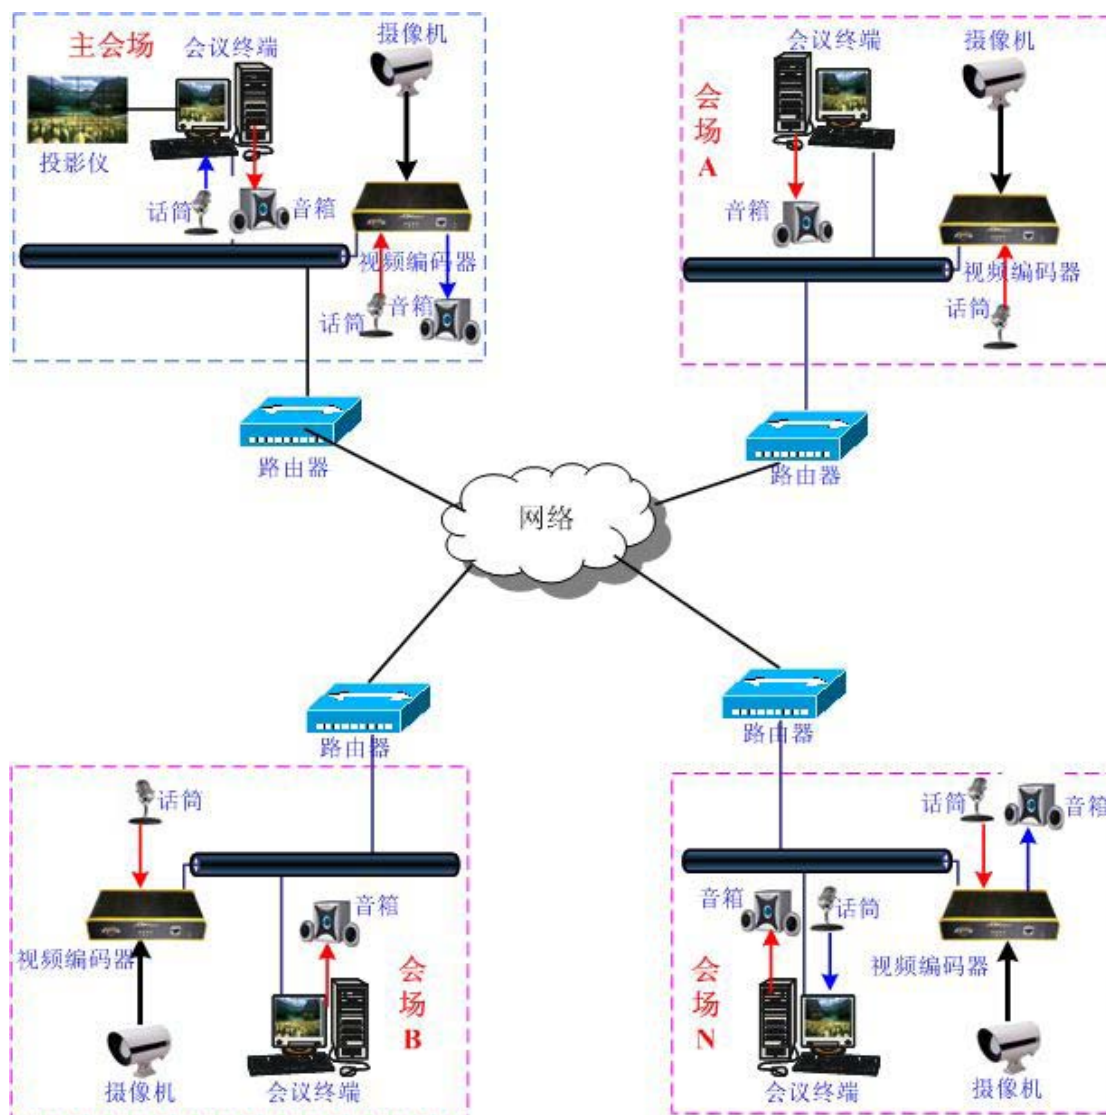 主会场
会议终端
摄像机
投影仪
话筒
音箱
视频编码器
话筒
音箱
路由器
会议终端
摄像机
会
场
A
音箱
视频编码器
话筒
路由器
网络
路由器
话筒
视频编码器
音箱
会
场
B
摄像机
会议终端
路由器
话筒
音箱
音箱
话筒
视频编码器
会
场
N
会议终端
摄像机